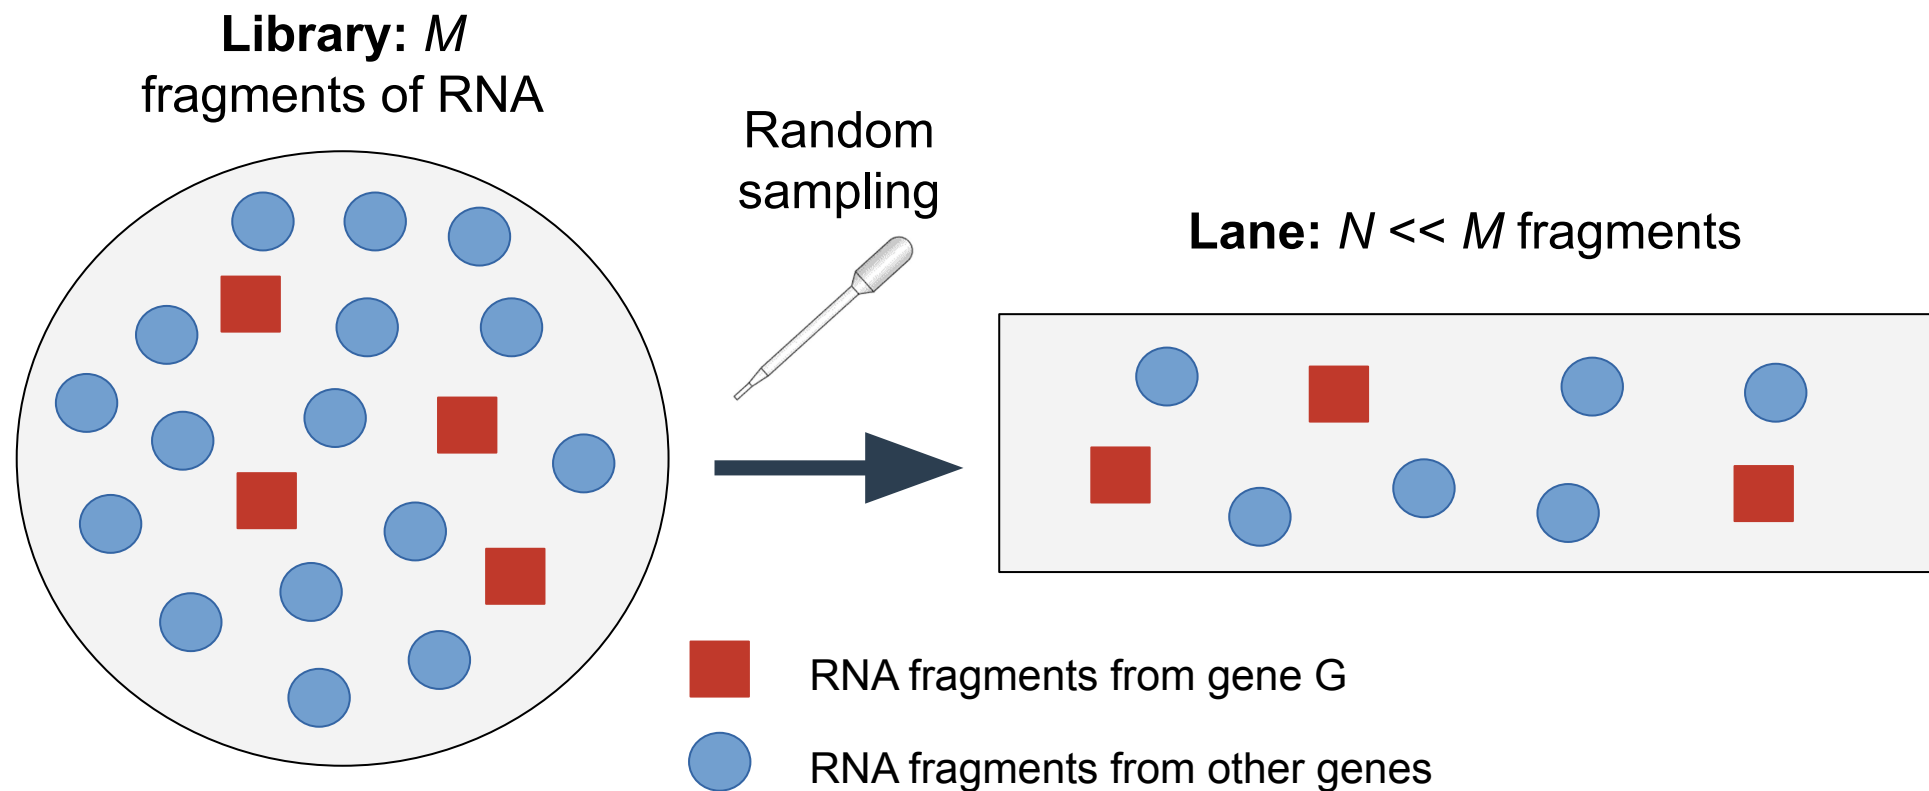 Library: M
fragments of RNA
Random
sampling
Lane: N << M fragments
RNA fragments from gene G
RNA fragments from other genes